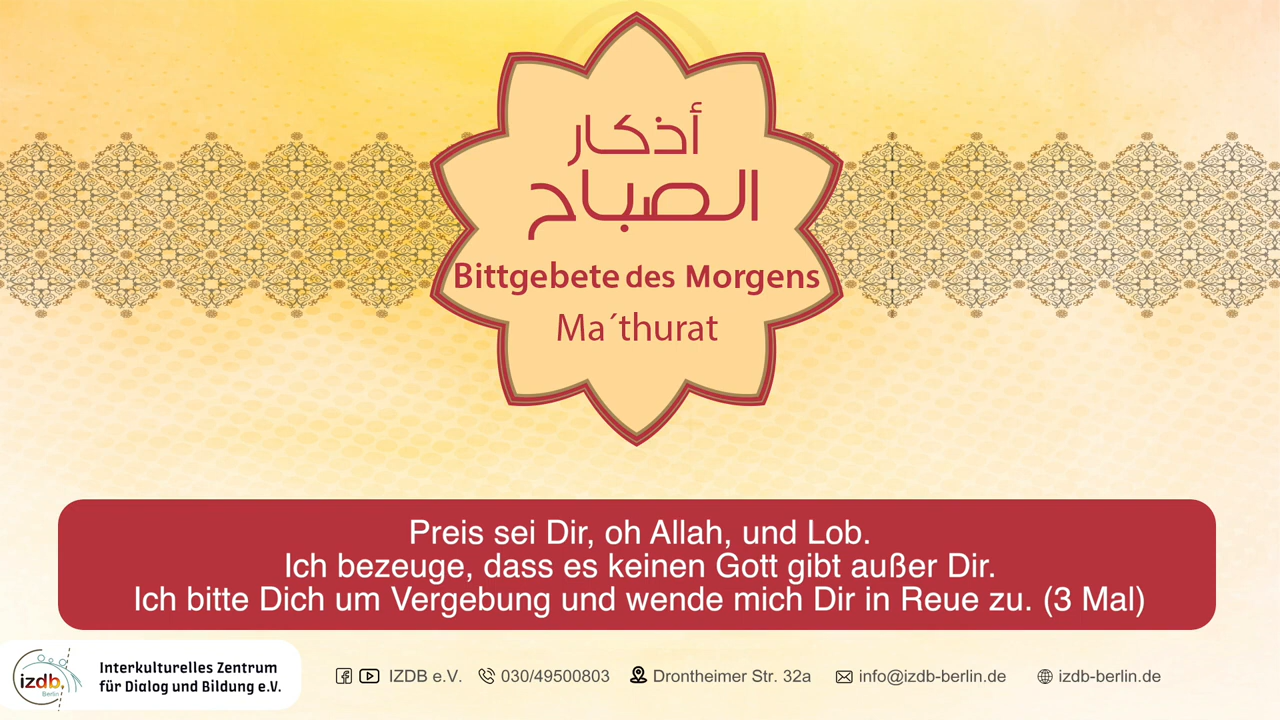 أذكار
الصباح
Bittgebete des Morgens
Ma´thurat
Preis sei Dir, oh Allah, und Lob.
Ich bezeuge, dass es keinen Gott gibt außer Dir.
Ich bitte Dich um Vergebung und wende mich Dir in Reue zu. (3 Mal)
izdb.
Berlin
Interkulturelles Zentrum
für Dialog und Bildung e.V.
IZDB e.V. 030/49500803 Drontheimer Str. 32a info@izdb-berlin.de izdb-berlin.de